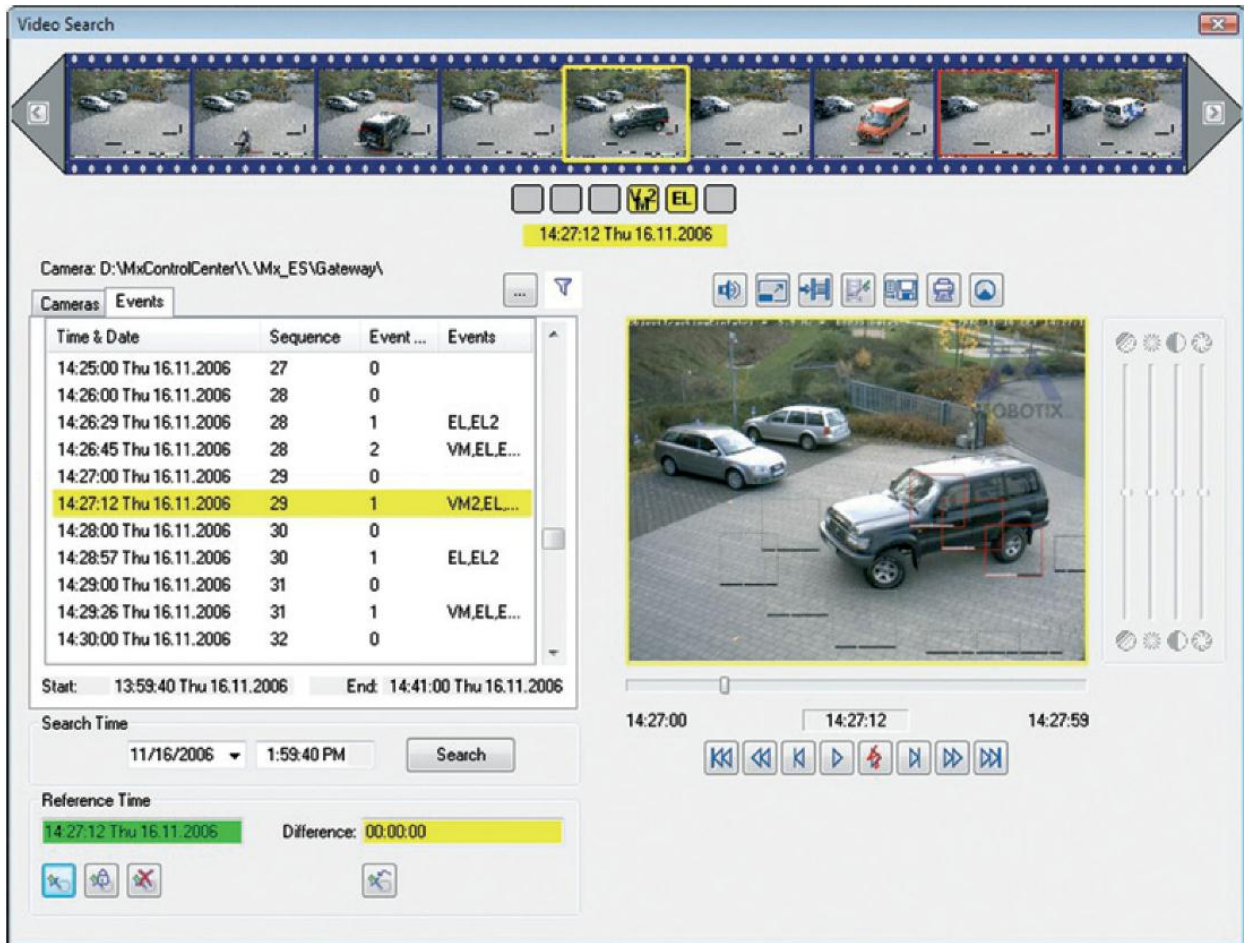 Video Search
VM2 EL
14:27:12 Thu 16.11.2006
Camera: D:\MxControlCenter\\.\Mx_ES\Gateway\
...
Cameras Events
Time & Date Sequence Event ... Events
14:25:00 Thu 16.11.2006 27 0
14:26:00 Thu 16.11.2006 28 0
14:26:29 Thu 16.11.2006 28 1 EL,EL2
14:26:45 Thu 16.11.2006 28 2 VM,EL,E...
14:27:00 Thu 16.11.2006 29 0
14:27:12 Thu 16.11.2006 29 1 VM2,EL,...
14:28:00 Thu 16.11.2006 30 0
14:28:57 Thu 16.11.2006 30 1 EL,EL2
14:29:00 Thu 16.11.2006 31 0
14:29:26 Thu 16.11.2006 31 1 VM,EL,E...
14:30:00 Thu 16.11.2006 32 0
Start: 13:59:40 Thu 16.11.2006 End: 14:41:00 Thu 16.11.2006
Search Time
11/16/2006 1:59:40 PM Search
Reference Time
14:27:12 Thu 16.11.2006 Difference: 00:00:00
MOBOTIX
14:27:00 14:27:12 14:27:59